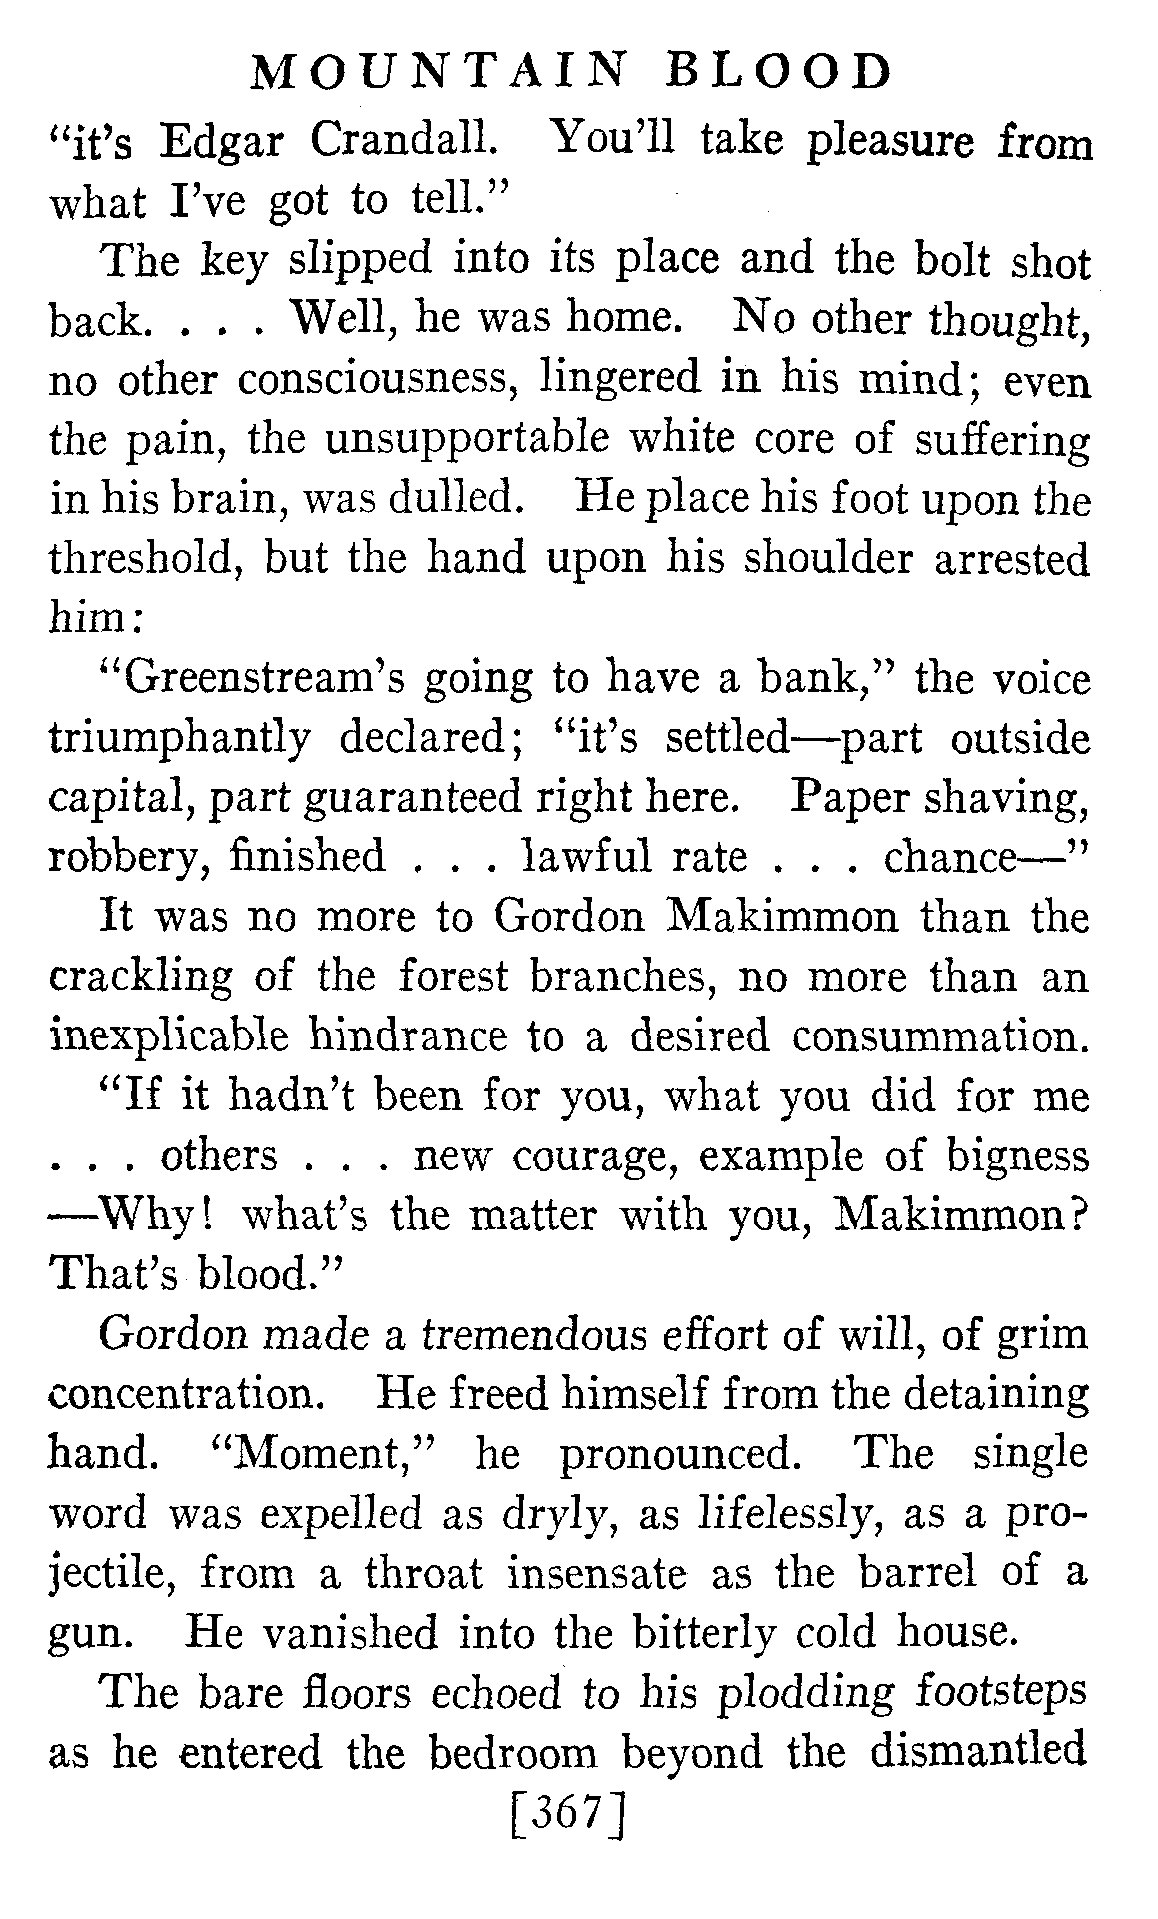 MOUNTAIN BLOOD
“it’s Edgar Crandall. You’ll take pleasure from
what I’ve got to tell.”
The key slipped into its place and the bolt shot
back. . . . Well, he was home. No other thought,
no other consciousness, lingered in his mind; even
the pain, the unsupportable white core of suffering
in his brain, was dulled. He place his foot upon the
threshold, but the hand upon his shoulder arrested
him:
“Greenstream’s going to have a bank,” the voice
triumphantly declared; “it’s settled—part outside
capital, part guaranteed right here. Paper shaving,
robbery, finished . . . lawful rate . . . chance—”
It was no more to Gordon Makimmon than the
crackling of the forest branches, no more than an
inexplicable hindrance to a desired consummation.
“If it hadn’t been for you, what you did for me
. . . others . . . new courage, example of bigness
—Why! what’s the matter with you, Makimmon?
That’s blood.”
Gordon made a tremendous effort of will, of grim
concentration. He freed himself from the detaining
hand. “Moment,” he pronounced. The single
word was expelled as dryly, as lifelessly, as a pro-
jectile, from a throat insensate as the barrel of a
gun. He vanished into the bitterly cold house.
The bare floors echoed to his plodding footsteps
as he entered the bedroom beyond the dismantled
[367]